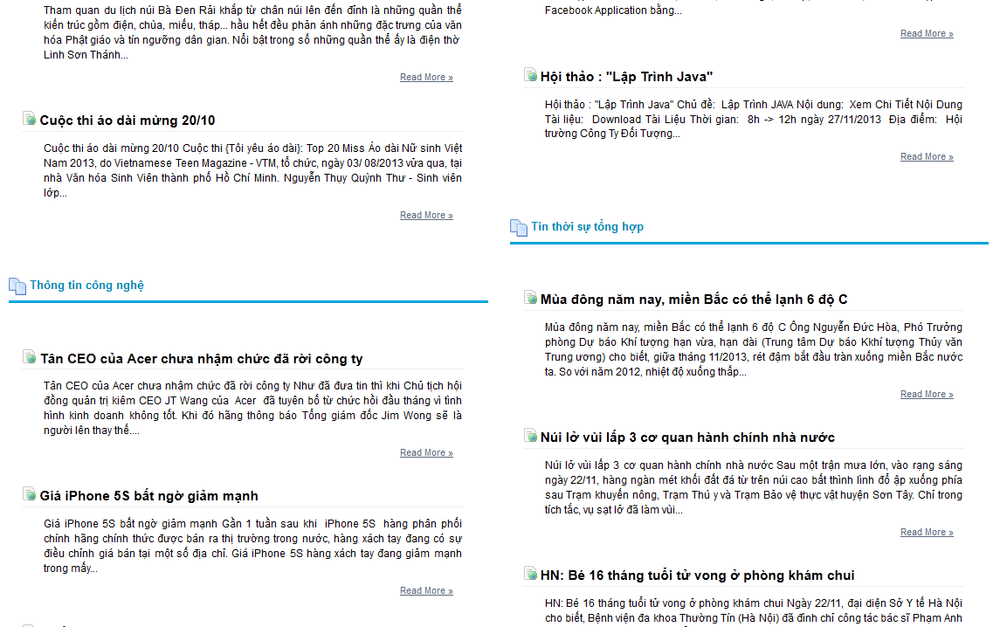 Tham quan du lịch núi Bà Đen Rải khắp từ chân núi lên đến đỉnh là những quần thể
kiến trúc gồm điện, chùa, miếu, tháp... hầu hết đều phản ánh những đặc trưng của văn
hóa Phật giáo và tín ngưỡng dân gian. Nổi bật trong số những quần thể ấy là điện thờ
Linh Sơn Thánh...
Read More »
Cuộc thi áo dài mừng 20/10
Cuộc thi áo dài mừng 20/10 Cuộc thi {Tôi yêu áo dài}: Top 20 Miss Áo dài Nữ sinh Việt
Nam 2013, do Vietnamese Teen Magazine - VTM, tổ chức, ngày 03/ 08/2013 vừa qua, tại
nhà Văn hóa Sinh Viên thành phố Hồ Chí Minh. Nguyễn Thụy Quỳnh Thư - Sinh viên
lớp...
Read More »
Thông tin công nghệ
Tân CEO của Acer chưa nhậm chức đã rời công ty
Tân CEO của Acer chưa nhậm chức đã rời công ty Như đã đưa tin thì khi Chủ tịch hội
đồng quản trị kiêm CEO JT Wang của Acer đã tuyên bố từ chức hồi đầu tháng vì tình
hình kinh doanh không tốt. Khi đó hãng thông báo Tổng giám đốc Jim Wong sẽ là
người lên thay thế....
Read More »
Giá iPhone 5S bất ngờ giảm mạnh
Giá iPhone 5S bất ngờ giảm mạnh Gần 1 tuần sau khi iPhone 5S hàng phân phối
chính hãng chính thức được bán ra thị trường trong nước, hàng xách tay đang có sự
điều chỉnh giá bán tại một số địa chỉ. Giá iPhone 5S hàng xách tay đang giảm mạnh
trong mấy...
Read More »
Facebook Application bằng...
Read More »
Hội thảo : "Lập Trình Java"
Hội thảo : "Lập Trình Java" Chủ đề: Lập Trình JAVA Nội dung: Xem Chi Tiết Nội Dung
Tài liệu: Download Tài Liệu Thời gian: 8h -> 12h ngày 27/11/2013 Địa điểm: Hội
trường Công Ty Đối Tượng...
Read More »
Tin thời sự tổng hợp
Mùa đông năm nay, miền Bắc có thể lạnh 6 độ C
Mùa đông năm nay, miền Bắc có thể lạnh 6 độ C Ông Nguyễn Đức Hòa, Phó Trưởng
phòng Dự báo Khí tượng hạn vừa, hạn dài (Trung tâm Dự báo Kkhí tượng Thủy văn
Trung ương) cho biết, giữa tháng 11/2013, rét đậm bắt đầu tràn xuống miền Bắc nước
ta. So với năm 2012, nhiệt độ xuống thấp...
Read More »
Núi lở vùi lấp 3 cơ quan hành chính nhà nước
Núi lở vùi lấp 3 cơ quan hành chính nhà nước Sau một trận mưa lớn, vào rạng sáng
ngày 22/11, hàng ngàn mét khối đất đá từ trên núi cao bất thình lình đổ ập xuống phía
sau Trạm khuyến nông, Trạm Thú y và Trạm Bảo vệ thực vật huyện Sơn Tây. Chỉ trong
tích tắc, vụ sạt lở đã làm vùi...
Read More »
HN: Bé 16 tháng tuổi tử vong ở phòng khám chui
HN: Bé 16 tháng tuổi tử vong ở phòng khám chui Ngày 22/11, đại diện Sở Y tế Hà Nội
cho biết, Bệnh viện đa khoa Thường Tín (Hà Nội) đã đình chỉ công tác bác sĩ Phạm Anh